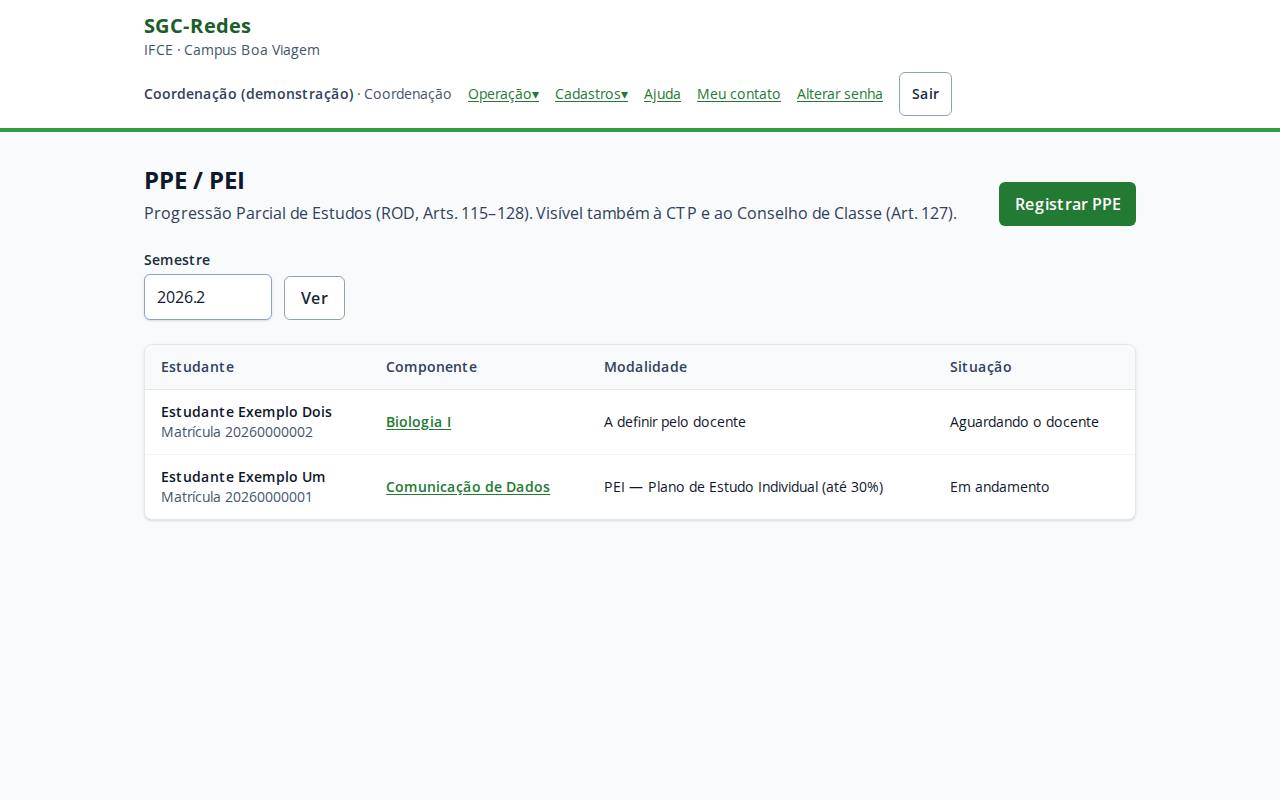 SGC-Redes
IFCE · Campus Boa Viagem
Coordenação (demonstração) · Coordenação Operação▾ Cadastros▾ Ajuda Meu contato Alterar senha Sair
PPE / PEI
Progressão Parcial de Estudos (ROD, Arts. 115–128). Visível também à CTP e ao Conselho de Classe (Art. 127).
Registrar PPE
Semestre
2026.2 Ver
Estudante Componente Modalidade Situação
Estudante Exemplo Dois
Matrícula 20260000002
Biologia I A definir pelo docente Aguardando o docente
Estudante Exemplo Um
Matrícula 20260000001
Comunicação de Dados PEI — Plano de Estudo Individual (até 30%) Em andamento